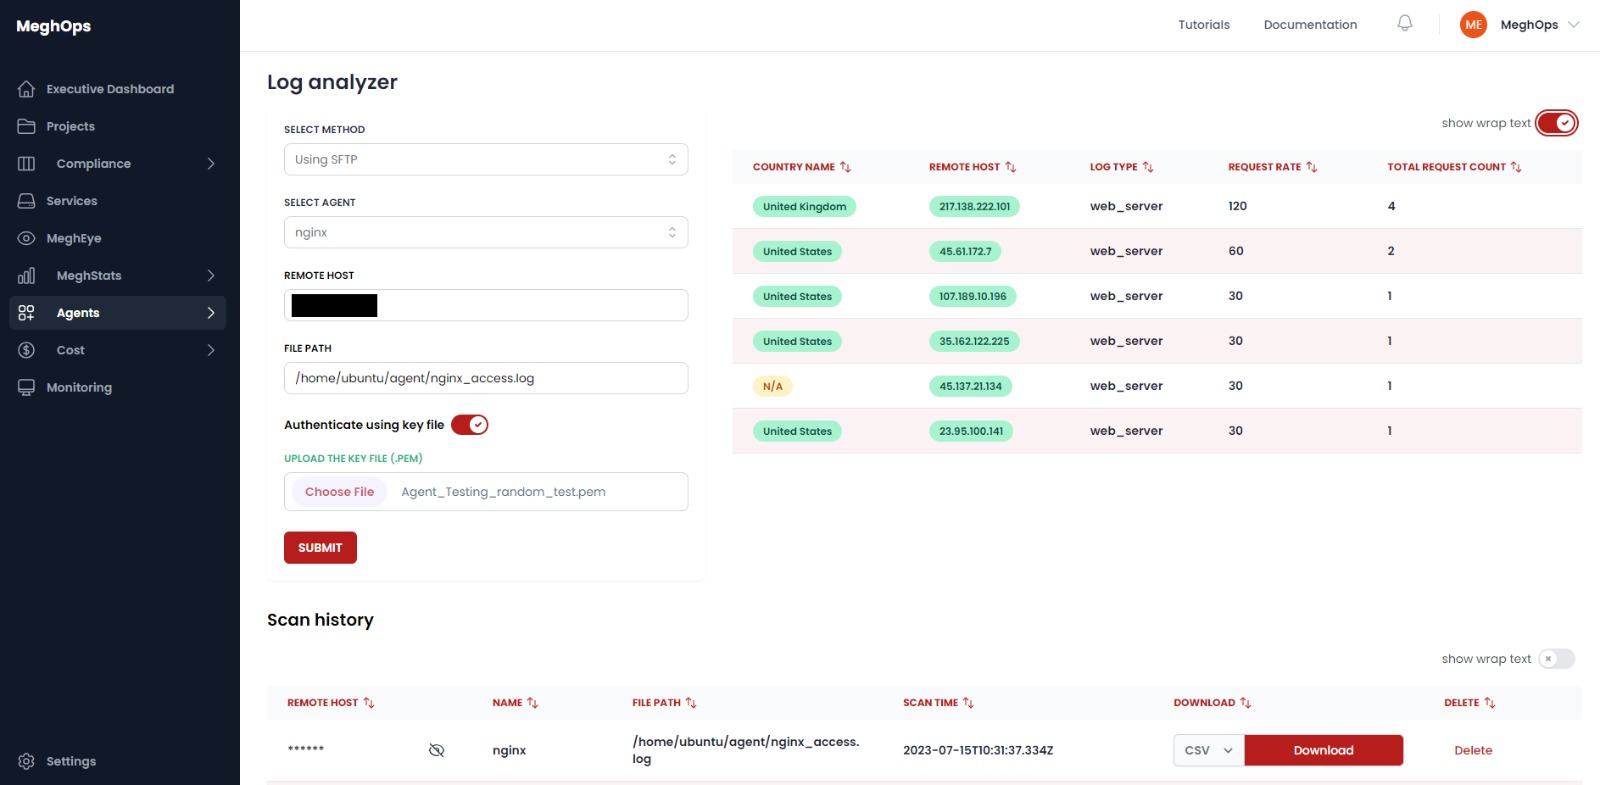 MeghOps
Tutorials
Documentation
ME
MeghOps
Executive Dashboard
Projects
Compliance
Services
MeghEye
MeghStats
Agents
Cost
Monitoring
Settings
Log analyzer
SELECT METHOD
Using SFTP
SELECT AGENT
nginx
REMOTE HOST
FILE PATH
/home/ubuntu/agent/nginx_access.log
Authenticate using key file
UPLOAD THE KEY FILE (.PEM)
Choose File Agent_Testing_random_test.pem
SUBMIT
show wrap text
COUNTRY NAME REMOTE HOST LOG TYPE REQUEST RATE TOTAL REQUEST COUNT
United Kingdom 217.138.222.101 web_server 120 4
United States 45.61.172.7 web_server 60 2
United States 107.189.10.196 web_server 30 1
United States 35.162.122.225 web_server 30 1
N/A 45.137.21.134 web_server 30 1
United States 23.95.100.141 web_server 30 1
Scan history
show wrap text
REMOTE HOST NAME FILE PATH SCAN TIME DOWNLOAD DELETE
****** nginx /home/ubuntu/agent/nginx_access.
log
2023-07-15T10:31:37.334Z CSV Download Delete